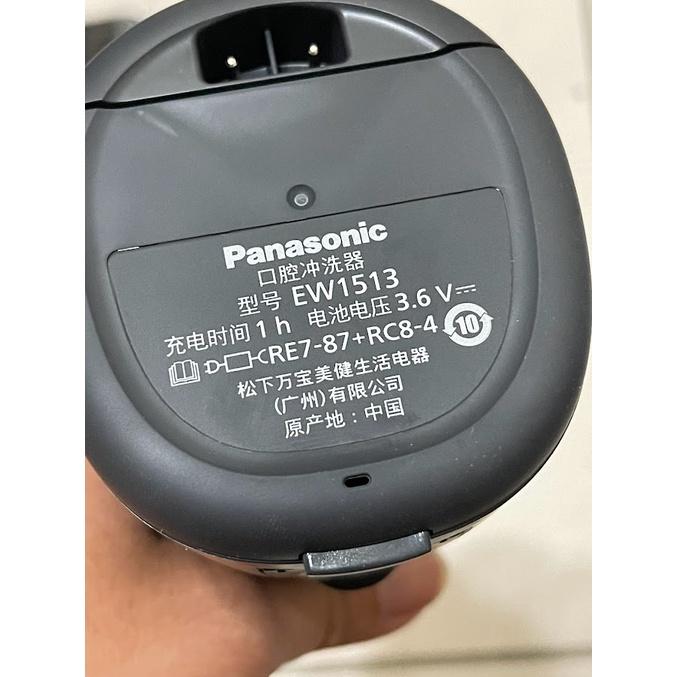 Panasonic
口腔冲洗器
型号 EW1513
充电时间 1 h 电池电压 3.6 V
RE7-87+RC8-4 10
松下万宝美健生活电器
(广州)有限公司
原产地：中国